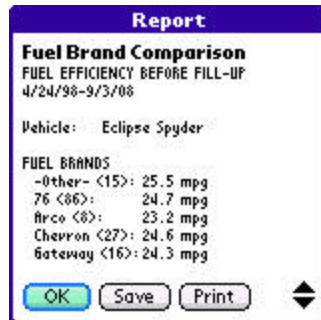 Report
Fuel Brand Comparison
FUEL EFFICIENCY BEFORE FILL-UP
4/24/98-9/3/08
Vehicle: Eclipse Spyder
FUEL BRANDS
-Other- <15>: 25.5 mpg
76 <86>: 24.7 mpg
Arco <8>: 23.2 mpg
Chevron <27>: 24.6 mpg
Gateway <16>: 24.3 mpg
OK Save Print